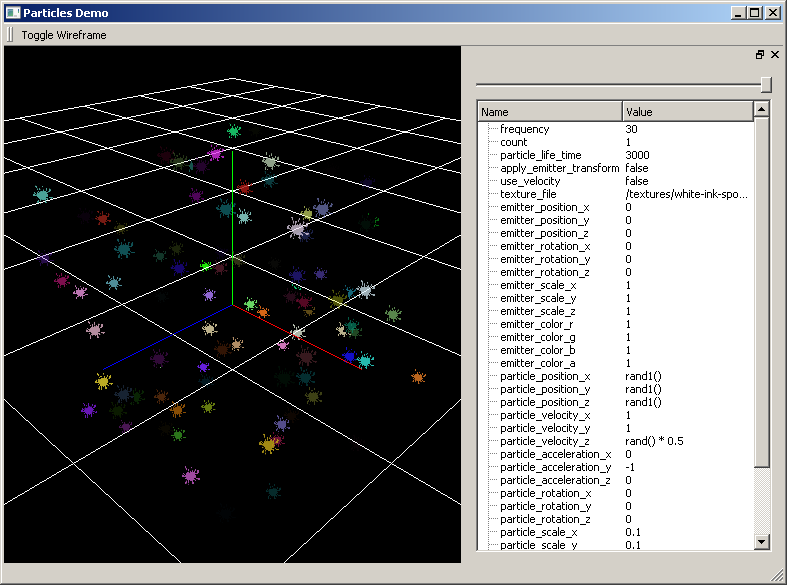 Particles Demo
Toggle Wireframe
Name Value
frequency 30
count 1
particle_life_time 3000
apply_emitter_transform false
use_velocity false
texture_file /textures/white-ink-spo...
emitter_position_x 0
emitter_position_y 0
emitter_position_z 0
emitter_rotation_x 0
emitter_rotation_y 0
emitter_rotation_z 0
emitter_scale_x 1
emitter_scale_y 1
emitter_scale_z 1
emitter_color_r 1
emitter_color_g 1
emitter_color_b 1
emitter_color_a 1
particle_position_x rand1()
particle_position_y rand1()
particle_position_z rand1()
particle_velocity_x 1
particle_velocity_y 1
particle_velocity_z rand() * 0.5
particle_acceleration_x 0
particle_acceleration_y -1
particle_acceleration_z 0
particle_rotation_x 0
particle_rotation_y 0
particle_rotation_z 0
particle_scale_x 0.1
particle_scale_y 0.1